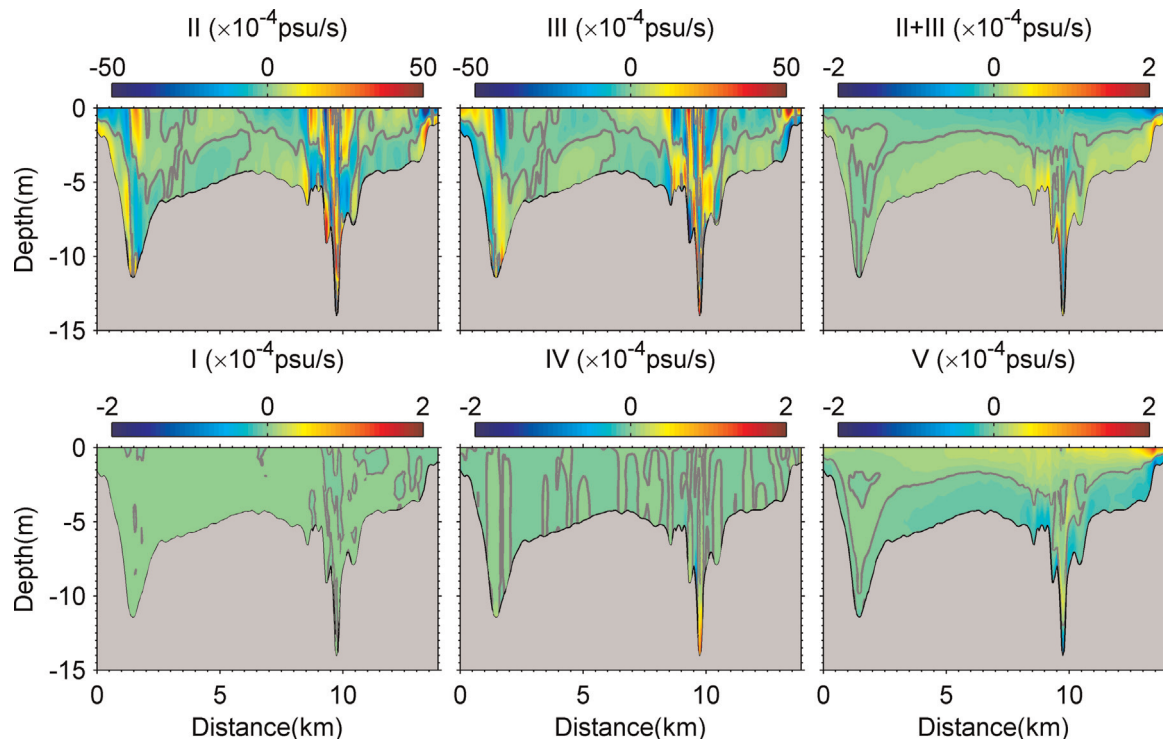 II (×10⁻⁴psu/s) III (×10⁻⁴psu/s) II+III (×10⁻⁴psu/s)
-50 0 50 -50 0 50 -2 0 2
0
-5
-10
-15
Depth(m)
I (×10⁻⁴psu/s) IV (×10⁻⁴psu/s) V (×10⁻⁴psu/s)
-2 0 2 -2 0 2 -2 0 2
0
-5
-10
-15
Depth(m)
0 5 10 0 5 10 0 5 10
Distance(km) Distance(km) Distance(km)